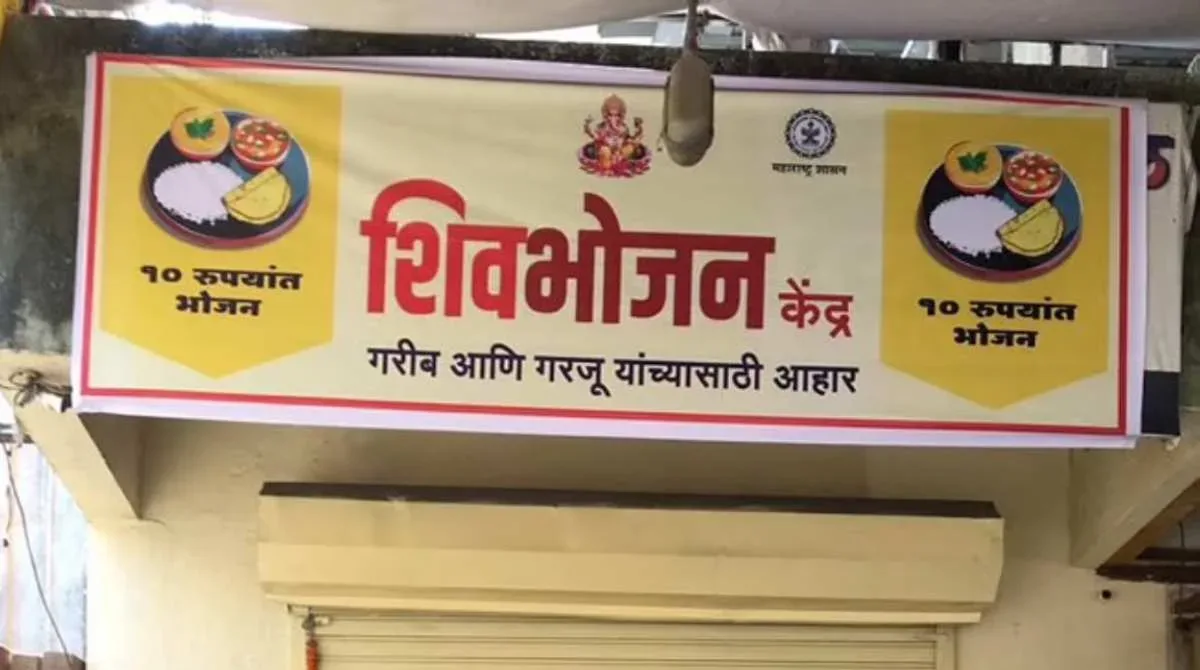 महाराष्ट्र शासन
शिवभोजन केंद्र
गरीब आणि गरजू यांच्यासाठी आहार
१० रुपयांत
भोजन
१० रुपयांत
भोजन